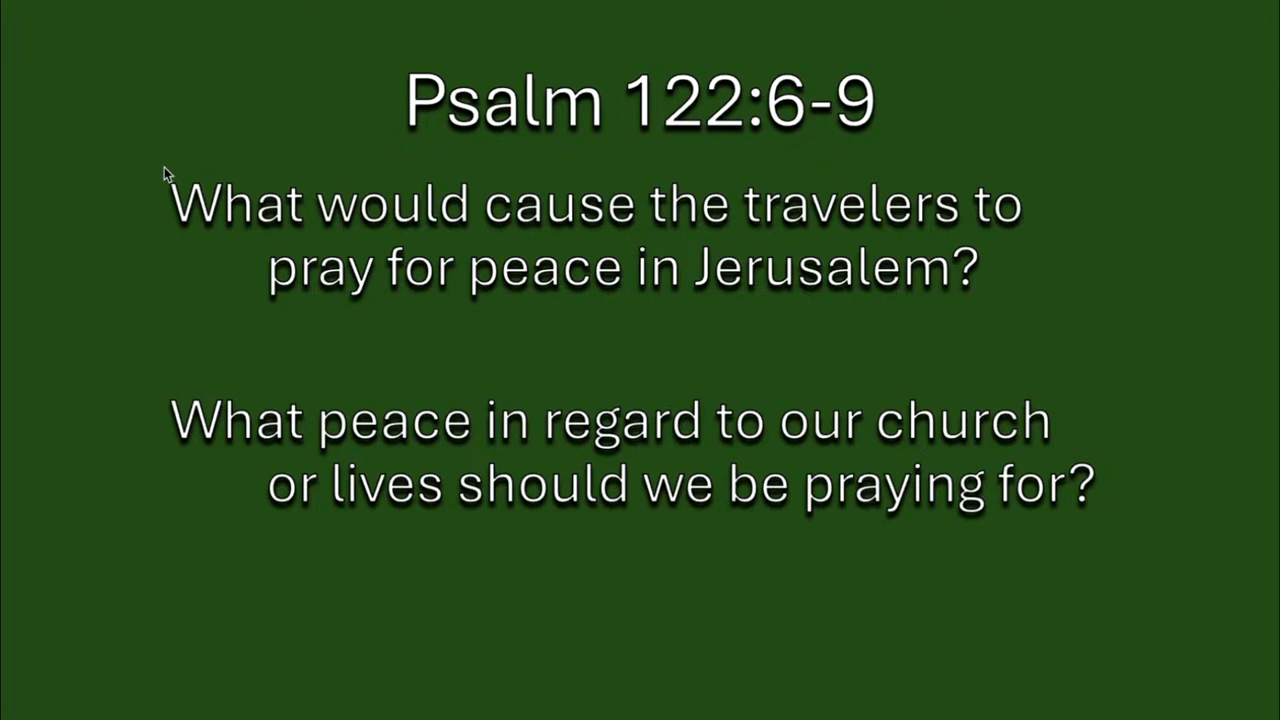 Psalm 122:6-9
What would cause the travelers to
pray for peace in Jerusalem?
What peace in regard to our church
or lives should we be praying for?